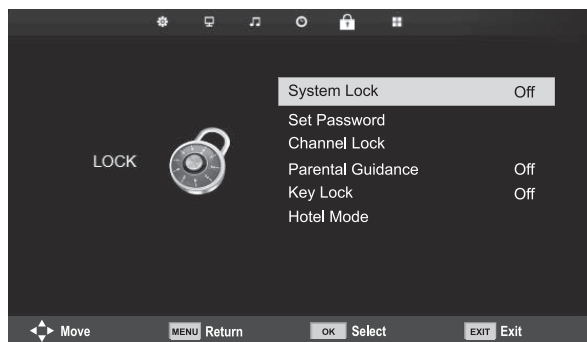 System Lock Off
Set Password
Channel Lock
LOCK
Parental Guidance Off
Key Lock Off
Hotel Mode
Move MENU Return OK Select EXIT Exit